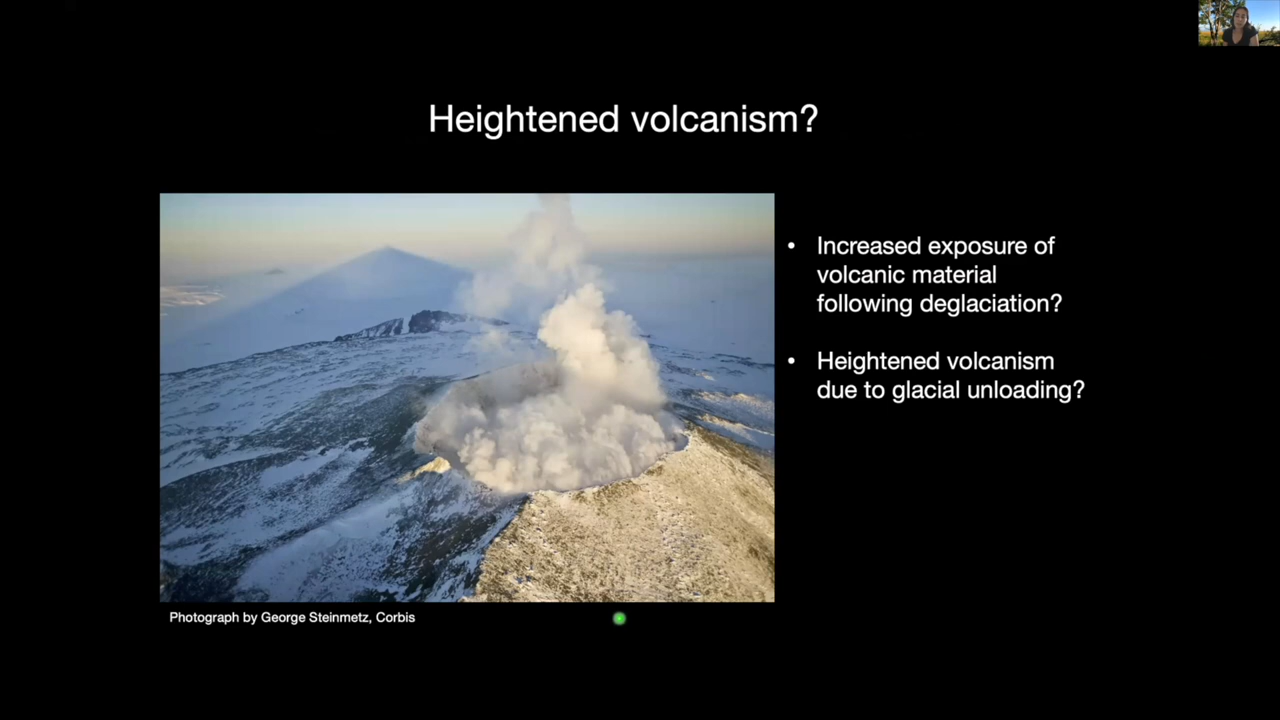 Heightened volcanism?
• Increased exposure of
volcanic material
following deglaciation?
• Heightened volcanism
due to glacial unloading?
Photograph by George Steinmetz, Corbis